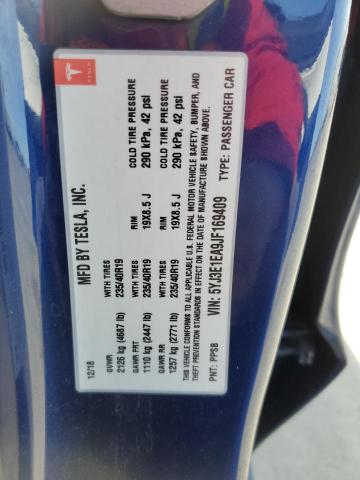 TESLA
MFD BY TESLA, INC.
12/18
GVWR WITH TIRES RIM COLD TIRE PRESSURE
2126 kg (4687 lb) 235/40R19 19X8.5 J 290 kPa, 42 psi
GAWR FRT WITH TIRES RIM COLD TIRE PRESSURE
1110 kg (2447 lb) 235/40R19 19X8.5 J 290 kPa, 42 psi
GAWR RR
1257 kg (2771 lb)
THIS VEHICLE CONFORMS TO ALL APPLICABLE U.S. FEDERAL MOTOR VEHICLE SAFETY, BUMPER, AND
THEFT PREVENTION STANDARDS IN EFFECT ON THE DATE OF MANUFACTURE SHOWN ABOVE.
VIN: 5YJ3E1EA9JF169409 TYPE: PASSENGER CAR
PNT: PPSB